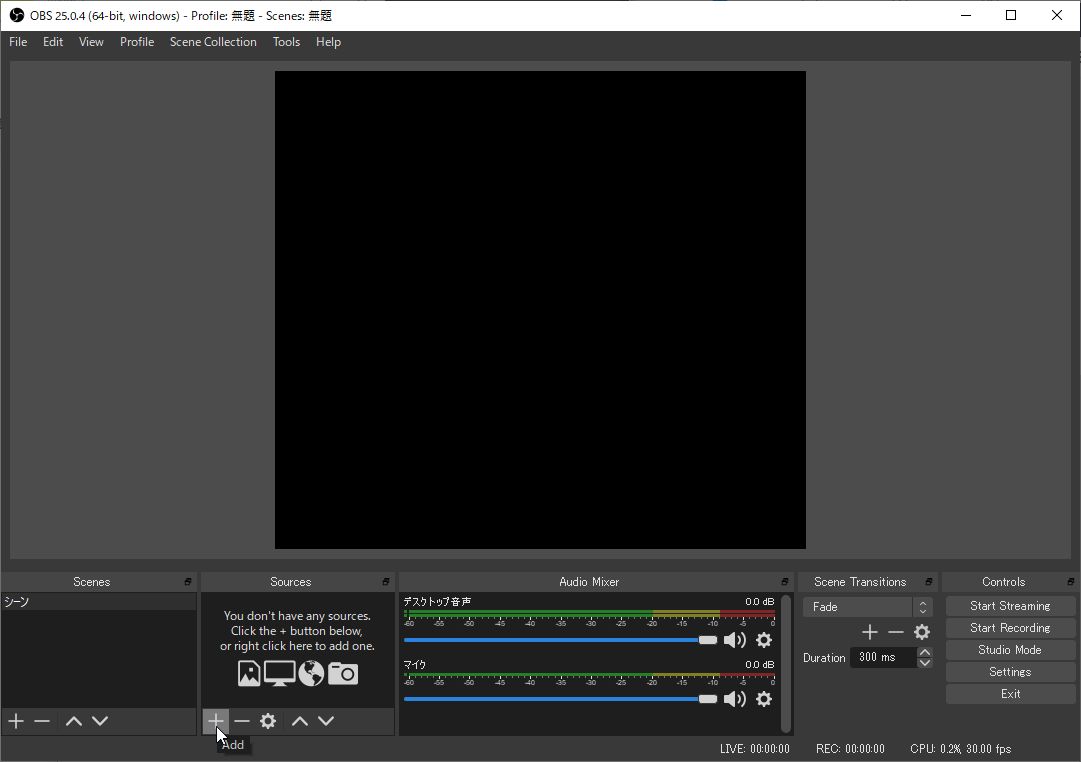 OBS 25.0.4 (64-bit, windows) - Profile: 無題 - Scenes: 無題
File Edit View Profile Scene Collection Tools Help
Scenes
シーン
Sources
You don't have any sources.
Click the + button below,
or right click here to add one.
Add
Audio Mixer
デスクトップ音声 0.0 dB
-60 -55 -50 -45 -40 -35 -30 -25 -20 -15 -10 -5 0
マイク 0.0 dB
-60 -55 -50 -45 -40 -35 -30 -25 -20 -15 -10 -5 0
Scene Transitions
Fade
Duration 300 ms
Controls
Start Streaming
Start Recording
Studio Mode
Settings
Exit
LIVE: 00:00:00 REC: 00:00:00 CPU: 0.2%, 30.00 fps